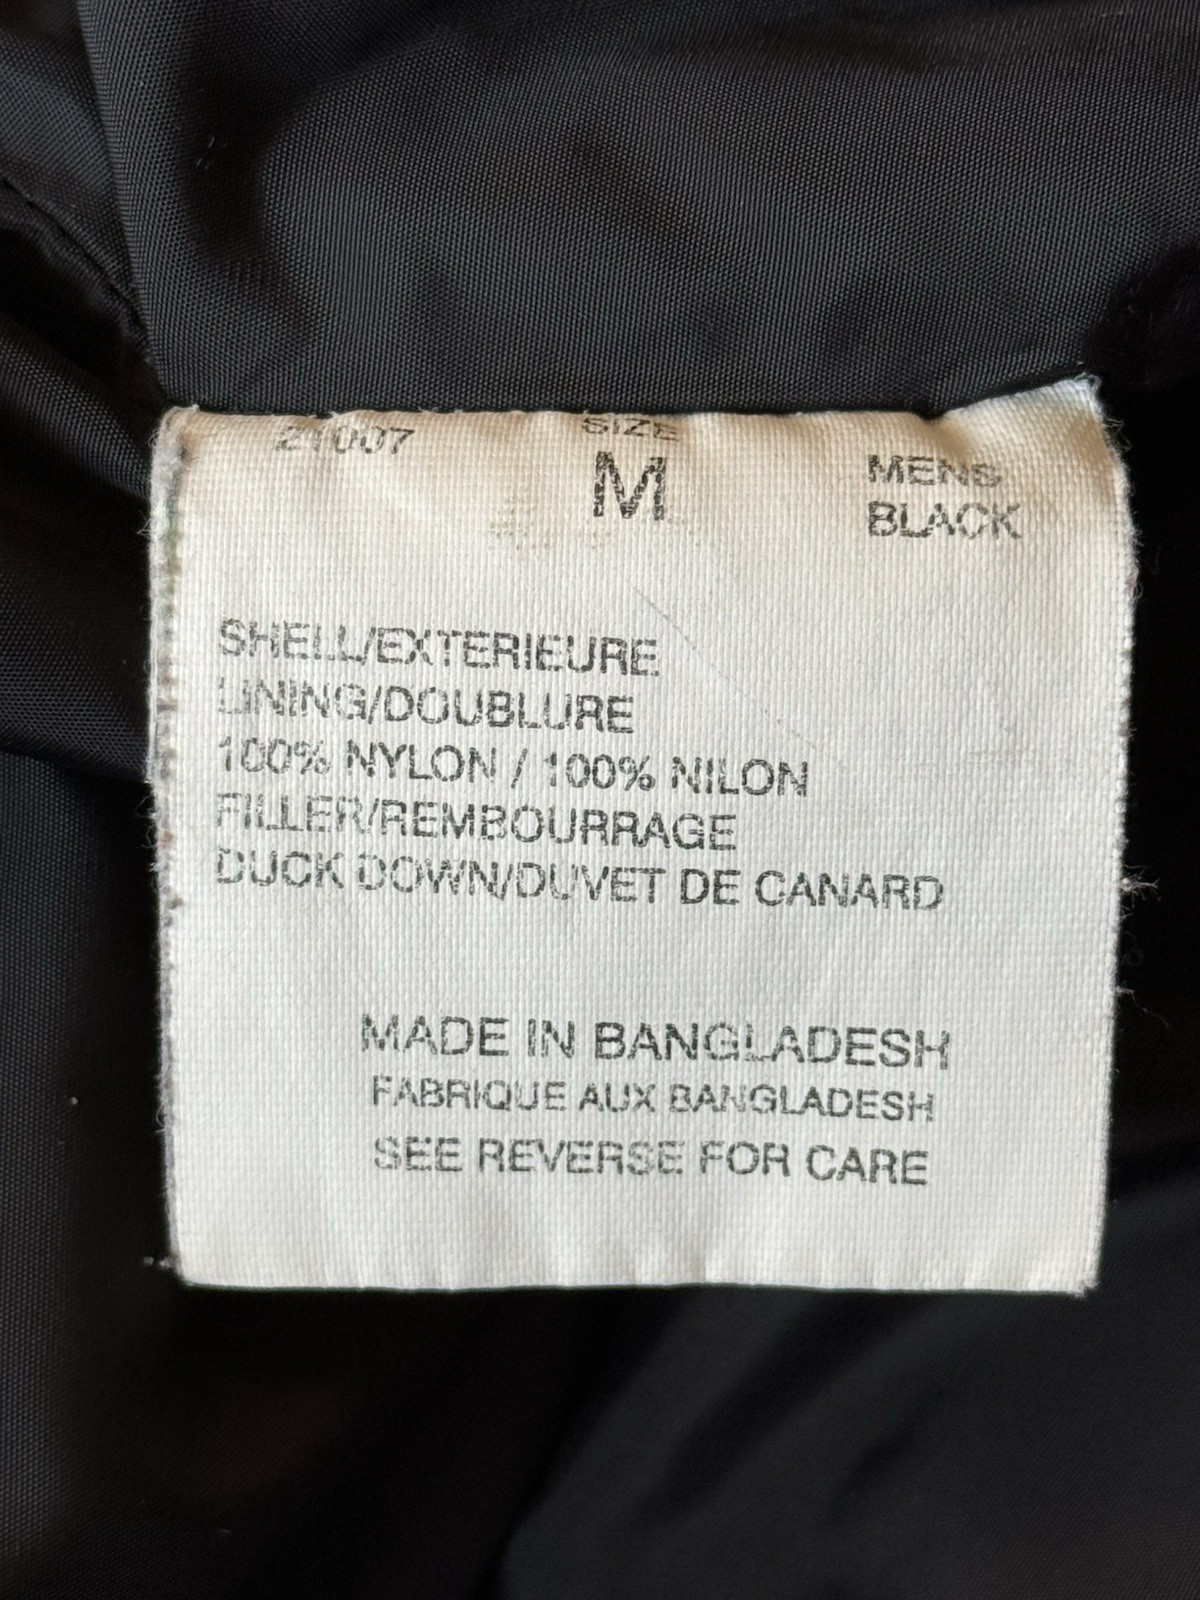 21007
SIZE
M
MENS
BLACK
SHELL/EXTERIEURE
LINING/DOUBLURE
100% NYLON / 100% NILON
FILLER/REMBOURRAGE
DUCK DOWN/DUVET DE CANARD
MADE IN BANGLADESH
FABRIQUE AUX BANGLADESH
SEE REVERSE FOR CARE